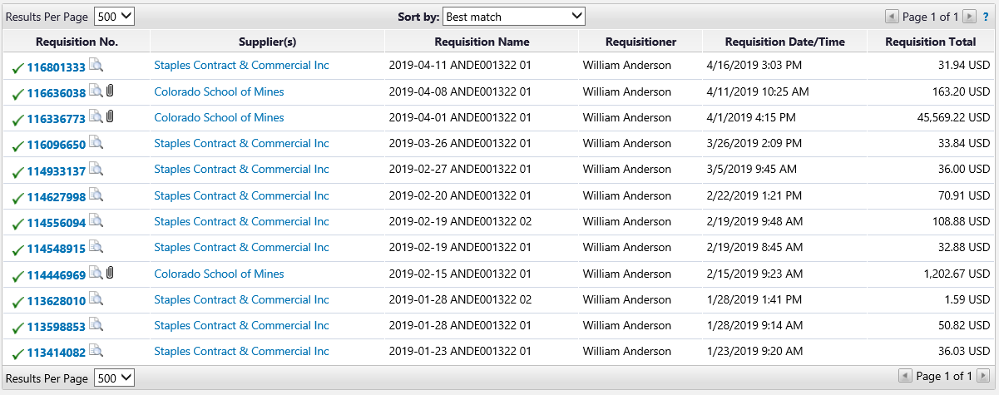 Results Per Page 500 Sort by: Best match Page 1 of 1 ?
Requisition No. Supplier(s) Requisition Name Requisitioner Requisition Date/Time Requisition Total
116801333 Staples Contract & Commercial Inc 2019-04-11 ANDE001322 01 William Anderson 4/16/2019 3:03 PM 31.94 USD
116636038 Colorado School of Mines 2019-04-08 ANDE001322 01 William Anderson 4/11/2019 10:25 AM 163.20 USD
116336773 Colorado School of Mines 2019-04-01 ANDE001322 01 William Anderson 4/1/2019 4:15 PM 45,569.22 USD
116096650 Staples Contract & Commercial Inc 2019-03-26 ANDE001322 01 William Anderson 3/26/2019 2:09 PM 33.84 USD
114933137 Staples Contract & Commercial Inc 2019-02-27 ANDE001322 01 William Anderson 3/5/2019 9:45 AM 36.00 USD
114627998 Staples Contract & Commercial Inc 2019-02-20 ANDE001322 01 William Anderson 2/22/2019 1:21 PM 70.91 USD
114556094 Staples Contract & Commercial Inc 2019-02-19 ANDE001322 02 William Anderson 2/19/2019 9:48 AM 108.88 USD
114548915 Staples Contract & Commercial Inc 2019-02-19 ANDE001322 01 William Anderson 2/19/2019 8:45 AM 32.88 USD
114446969 Colorado School of Mines 2019-02-15 ANDE001322 01 William Anderson 2/15/2019 9:23 AM 1,202.67 USD
113628010 Staples Contract & Commercial Inc 2019-01-28 ANDE001322 02 William Anderson 1/28/2019 1:41 PM 1.59 USD
113598853 Staples Contract & Commercial Inc 2019-01-28 ANDE001322 01 William Anderson 1/28/2019 9:14 AM 50.82 USD
113414082 Staples Contract & Commercial Inc 2019-01-23 ANDE001322 01 William Anderson 1/23/2019 9:20 AM 36.03 USD
Results Per Page 500 Page 1 of 1